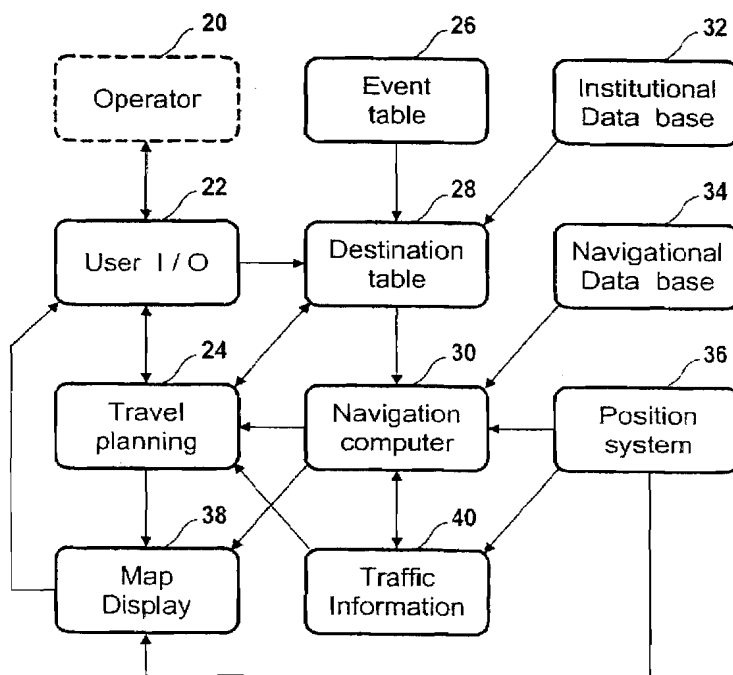 20
26
32
Operator
Event
table
Institutional
Data base
22
28
34
User I / O
Destination
table
Navigational
Data base
24
30
36
Travel
planning
Navigation
computer
Position
system
38
40
Map
Display
Traffic
Information